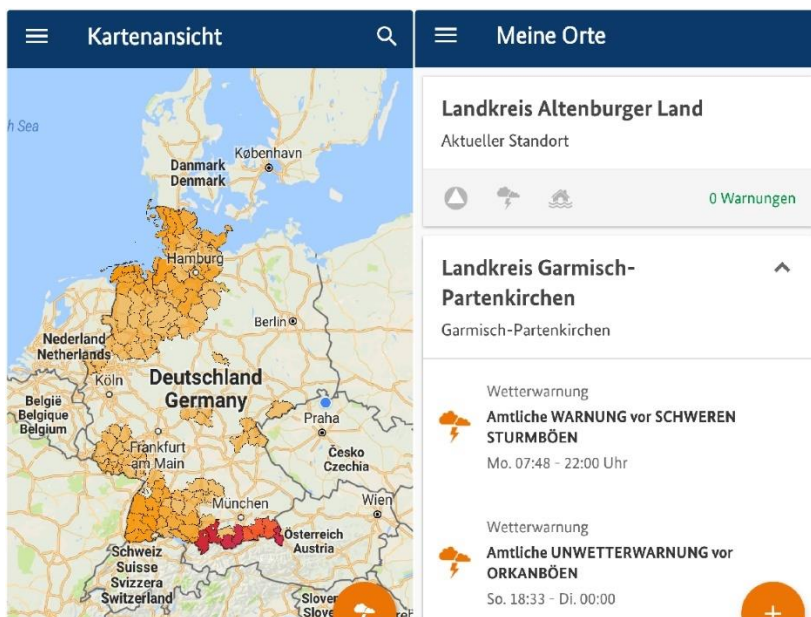 Kartenansicht
h Sea
Danmark
Denmark
København
Hamburg
Berlin
Nederland
Netherlands
Köln
Deutschland
Germany
België
Belgique
Belgium
Praha
Frankfurt
am Main
Česko
Czechia
München
Wien
Österreich
Austria
Schweiz
Suisse
Svizzera
Switzerland
Meine Orte
Landkreis Altenburger Land
Aktueller Standort
0 Warnungen
Landkreis Garmisch-
Partenkirchen
Garmisch-Partenkirchen
Wetterwarnung
Amtliche WARNUNG vor SCHWEREN
STURMBÖEN
Mo. 07:48 - 22:00 Uhr
Wetterwarnung
Amtliche UNWETTERWARNUNG vor
ORKANBÖEN
So. 18:33 - Di. 00:00